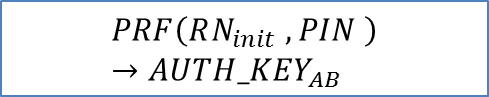 PRF(RN_init , PIN )
→ AUTH_KEY_AB